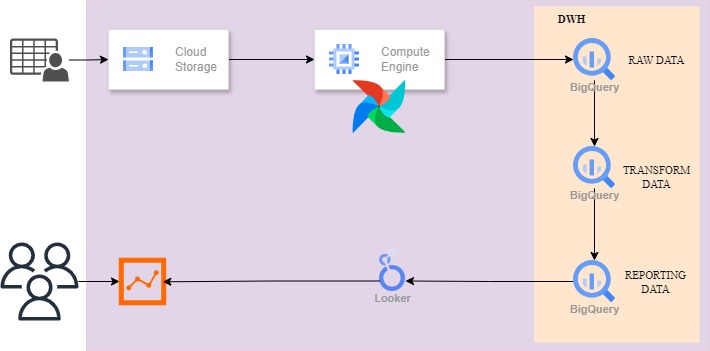 DWH
Cloud
Storage
Compute
Engine
RAW DATA
BigQuery
TRANSFORM
DATA
BigQuery
REPORTING
DATA
BigQuery
Looker